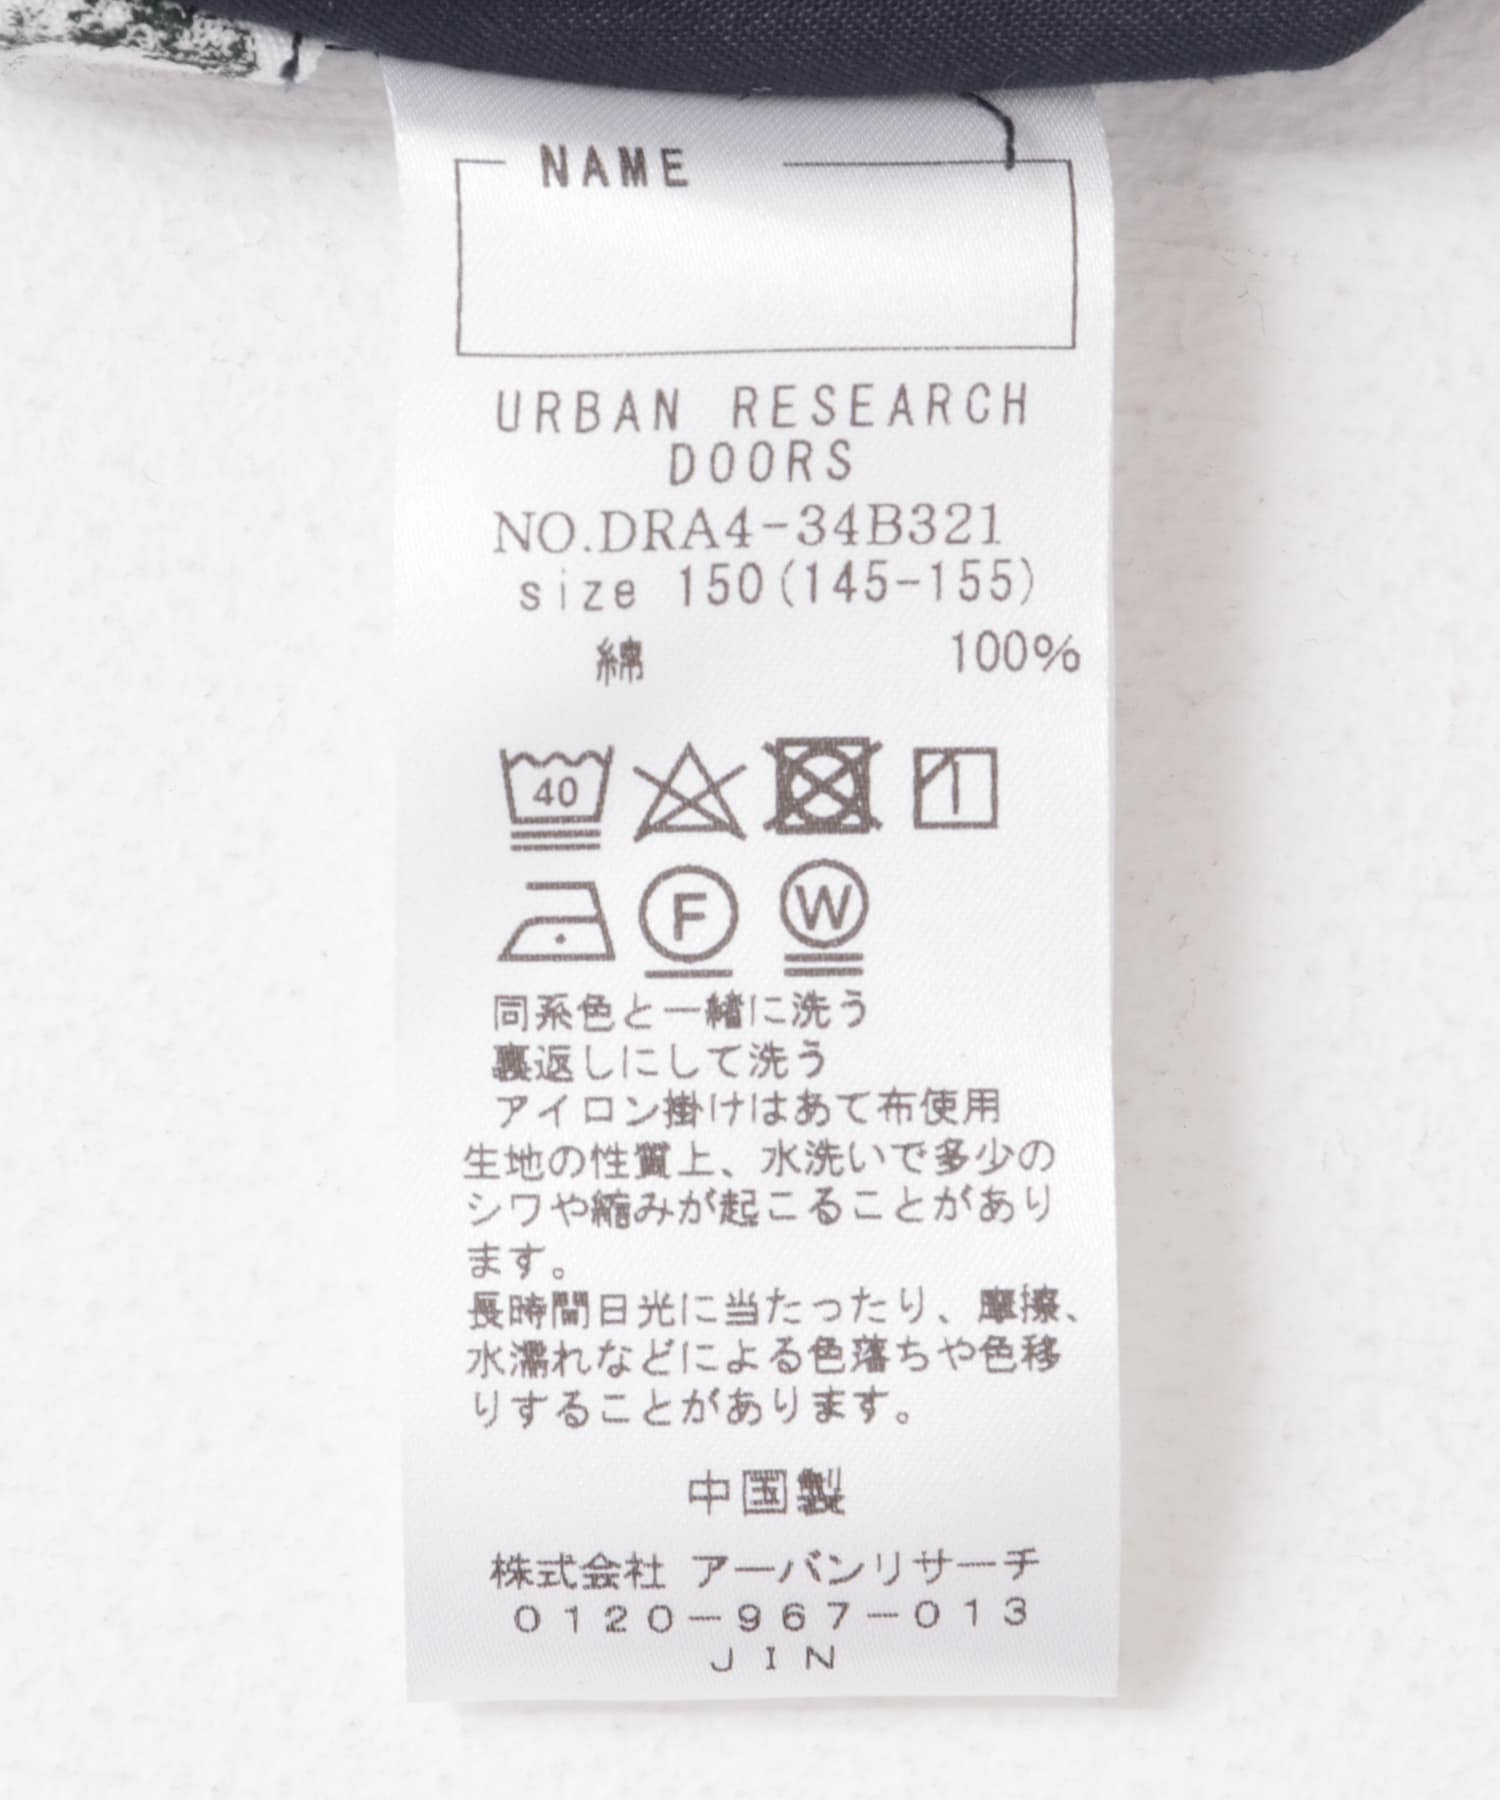 NAME
URBAN RESEARCH
DOORS
NO.DRA4-34B321
size 150(145-155)
綿 100%
40
F W
同系色と一緒に洗う
裏返しにして洗う
アイロン掛けはあて布使用
生地の性質上、水洗いで多少の
シワや縮みが起こることがあり
ます。
長時間日光に当たったり、摩擦、
水濡れなどによる色落ちや色移
りすることがあります。
中国製
株式会社 アーバンリサーチ
0120-967-013
JIN